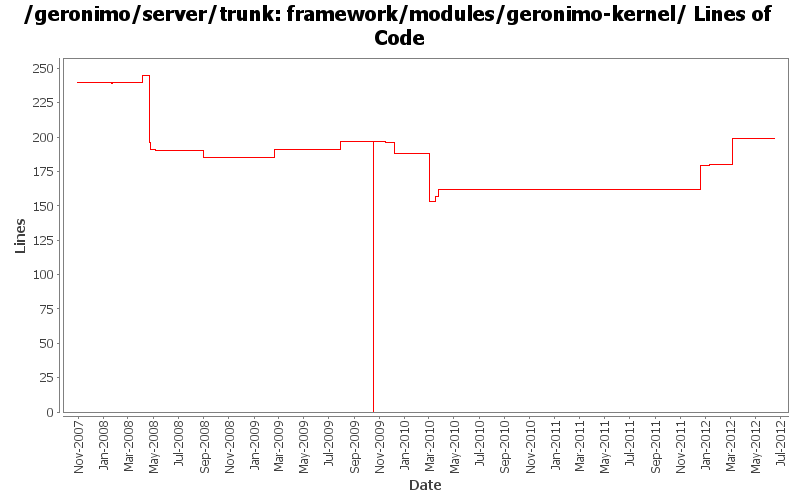 /geronimo/server/trunk: framework/modules/geronimo-kernel/ Lines of
Code
250
225
200
175
150
125
100
75
50
25
0
Lines
Nov-2007
Jan-2008
Mar-2008
May-2008
Jul-2008
Sep-2008
Nov-2008
Jan-2009
Mar-2009
May-2009
Jul-2009
Sep-2009
Nov-2009
Jan-2010
Mar-2010
May-2010
Jul-2010
Sep-2010
Nov-2010
Jan-2011
Mar-2011
May-2011
Jul-2011
Sep-2011
Nov-2011
Jan-2012
Mar-2012
May-2012
Jul-2012
Date